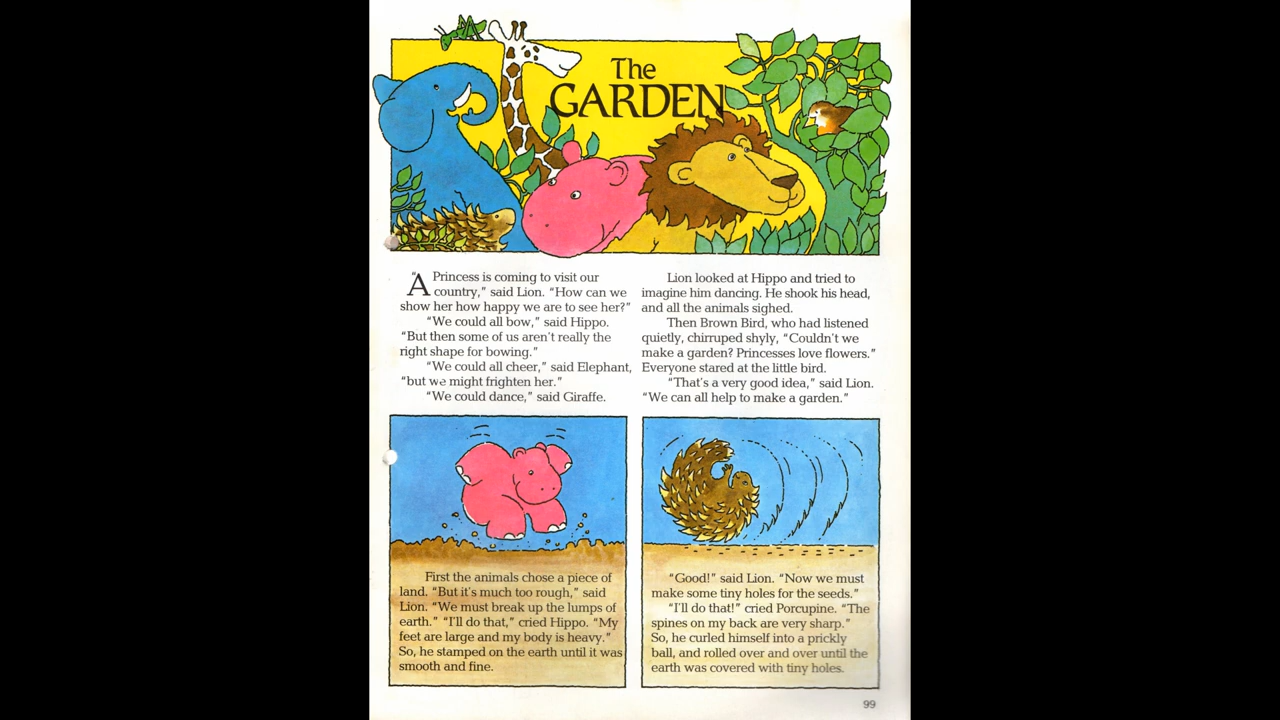 The
GARDEN
"A Princess is coming to visit our
country," said Lion. "How can we
show her how happy we are to see her?"
"We could all bow," said Hippo.
"But then some of us aren't really the
right shape for bowing."
"We could all cheer," said Elephant,
"but we might frighten her."
"We could dance," said Giraffe.
Lion looked at Hippo and tried to
imagine him dancing. He shook his head,
and all the animals sighed.
Then Brown Bird, who had listened
quietly, chirruped shyly, "Couldn't we
make a garden? Princesses love flowers."
Everyone stared at the little bird.
"That's a very good idea," said Lion.
"We can all help to make a garden."
First the animals chose a piece of
land. "But it's much too rough," said
Lion. "We must break up the lumps of
earth." "I'll do that," cried Hippo. "My
feet are large and my body is heavy."
So, he stamped on the earth until it was
smooth and fine.
"Good!" said Lion. "Now we must
make some tiny holes for the seeds."
"I'll do that!" cried Porcupine. "The
spines on my back are very sharp."
So, he curled himself into a prickly
ball, and rolled over and over until the
earth was covered with tiny holes.
99